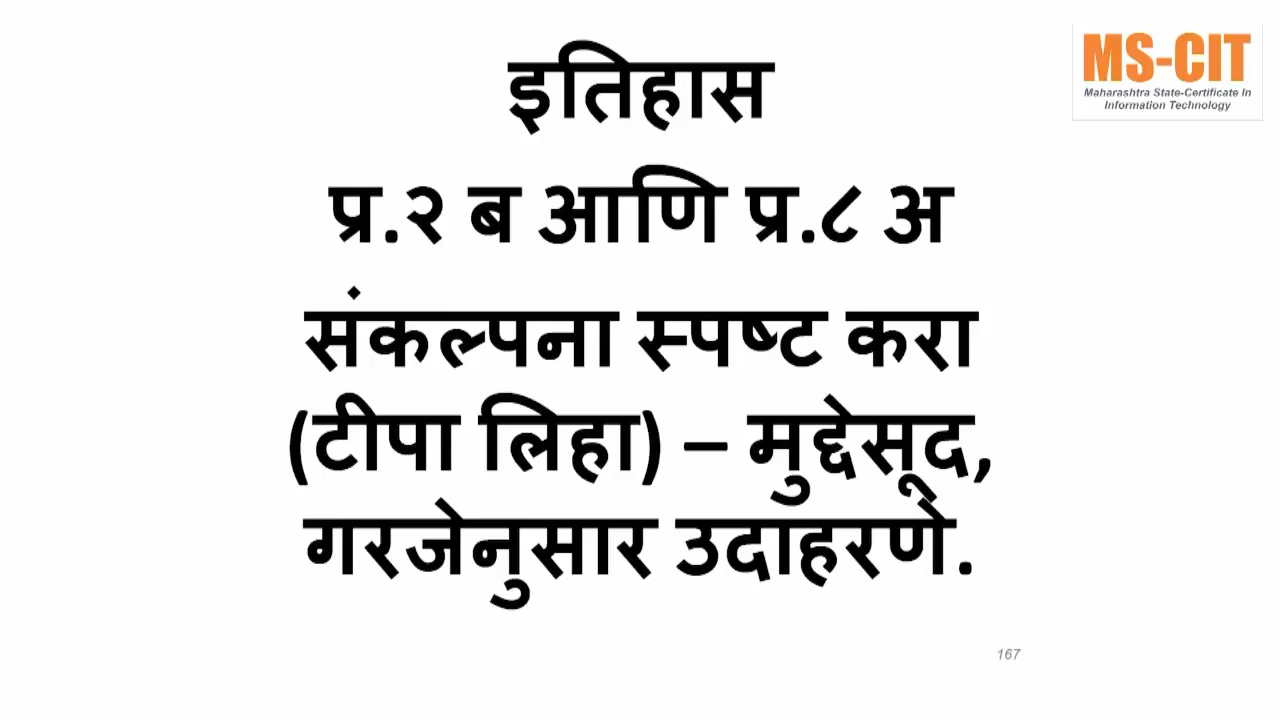 MS-CIT
Maharashtra State-Certificate In
Information Technology
इतिहास
प्र.२ ब आणि प्र.८ अ
संकल्पना स्पष्ट करा
(टीपा लिहा) – मुद्देसूद,
गरजेनुसार उदाहरणे.
167